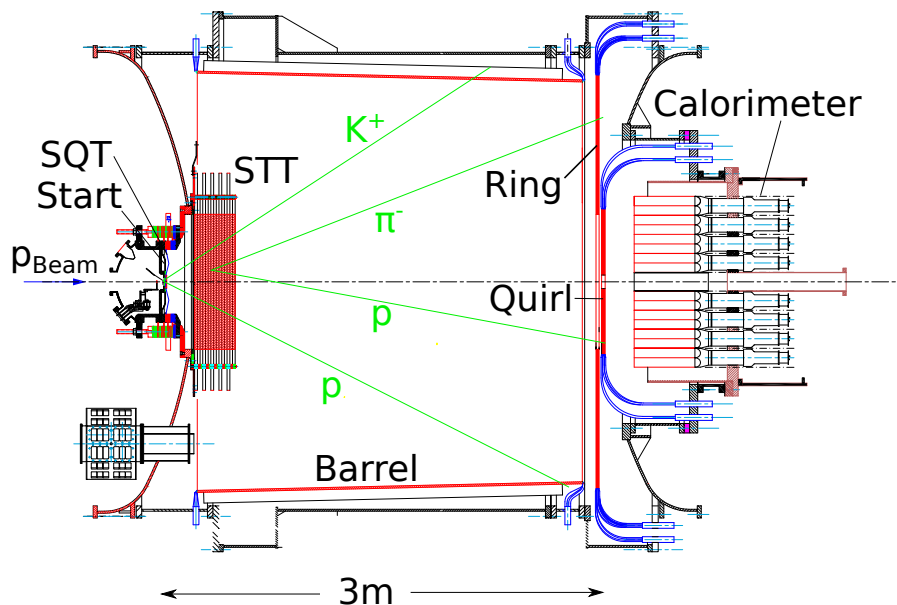 Calorimeter
K⁺
SQT
STT
Start
Ring
π⁻
p_Beam
Quirl
p
p
Barrel
3m